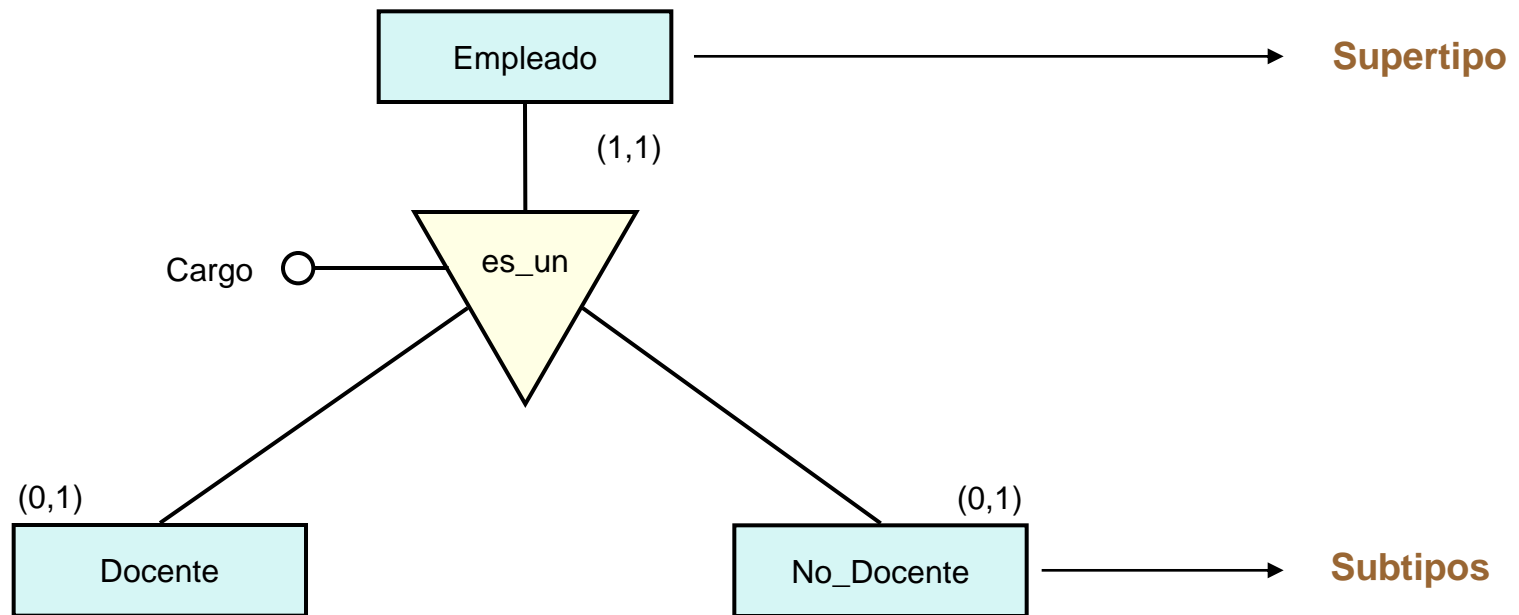 Empleado
Supertipo
(1,1)
es_un
Cargo
(0,1)
(0,1)
Docente
No_Docente
Subtipos